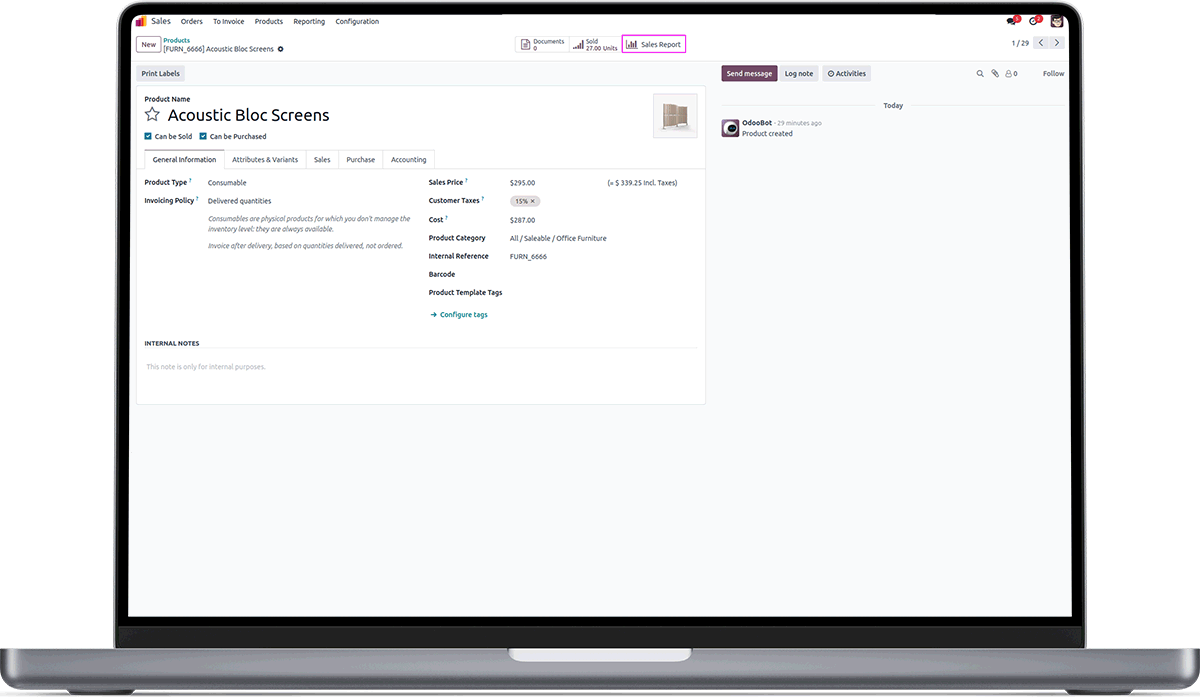 Sales Orders To Invoice Products Reporting Configuration 5 2
New Products Documents Sold Sales Report 1 / 29
[FURN_6666] Acoustic Bloc Screens 0 27.00 Units
Print Labels Send message Log note Activities 0 Follow
Product Name
Acoustic Bloc Screens
Can be Sold Can be Purchased
General Information Attributes & Variants Sales Purchase Accounting
Product Type ? Consumable
Invoicing Policy ? Delivered quantities
Consumables are physical products for which you don't manage the
inventory level: they are always available.
Invoice after delivery, based on quantities delivered, not ordered.
Sales Price ? $295.00 (= $ 339.25 Incl. Taxes)
Customer Taxes ? 15% ×
Cost ? $287.00
Product Category All / Saleable / Office Furniture
Internal Reference FURN_6666
Barcode
Product Template Tags
→ Configure tags
INTERNAL NOTES
This note is only for internal purposes.
Today
OdooBot - 29 minutes ago
Product created